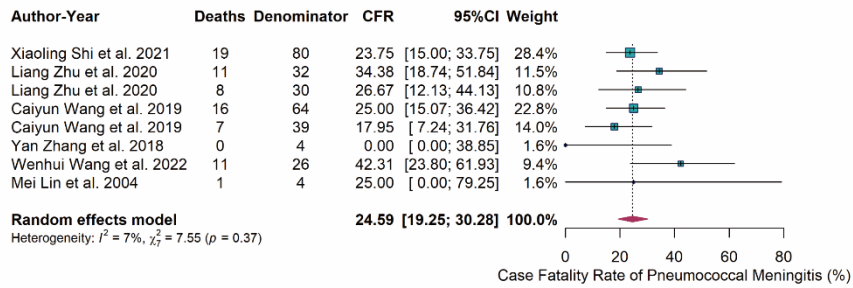 Author-Year Deaths Denominator CFR 95%CI Weight
Xiaoling Shi et al. 2021 19 80 23.75 [15.00; 33.75] 28.4%
Liang Zhu et al. 2020 11 32 34.38 [18.74; 51.84] 11.5%
Liang Zhu et al. 2020 8 30 26.67 [12.13; 44.13] 10.8%
Caiyun Wang et al. 2019 16 64 25.00 [15.07; 36.42] 22.8%
Caiyun Wang et al. 2019 7 39 17.95 [ 7.24; 31.76] 14.0%
Yan Zhang et al. 2018 0 4 0.00 [ 0.00; 38.85] 1.6%
Wenhui Wang et al. 2022 11 26 42.31 [23.80; 61.93] 9.4%
Mei Lin et al. 2004 1 4 25.00 [ 0.00; 79.25] 1.6%
Random effects model 24.59 [19.25; 30.28] 100.0%
Heterogeneity: I² = 7%, χ²₇ = 7.55 (p = 0.37)
0 20 40 60 80
Case Fatality Rate of Pneumococcal Meningitis (%)